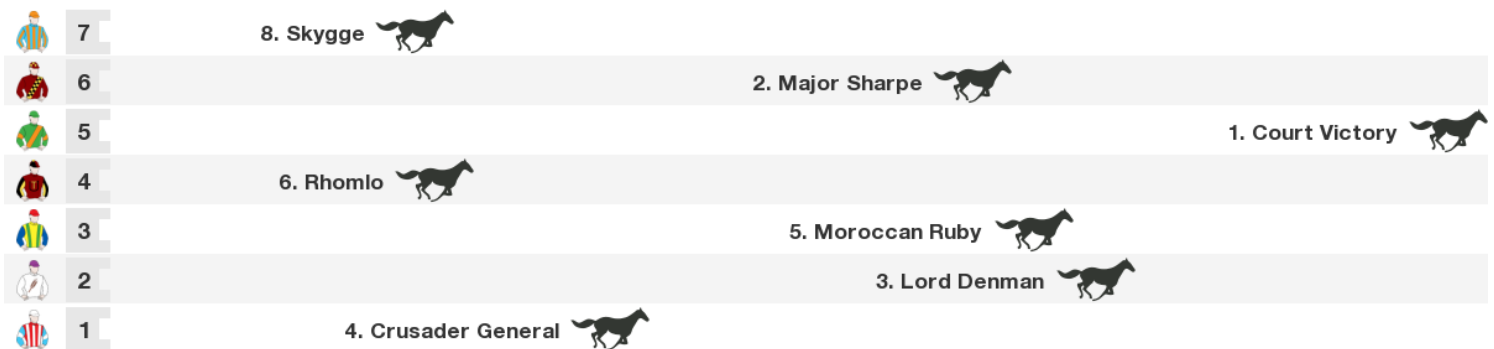 7 8. Skygge
6 2. Major Sharpe
5 1. Court Victory
4 6. Rhomlo
3 5. Moroccan Ruby
2 3. Lord Denman
1 4. Crusader General